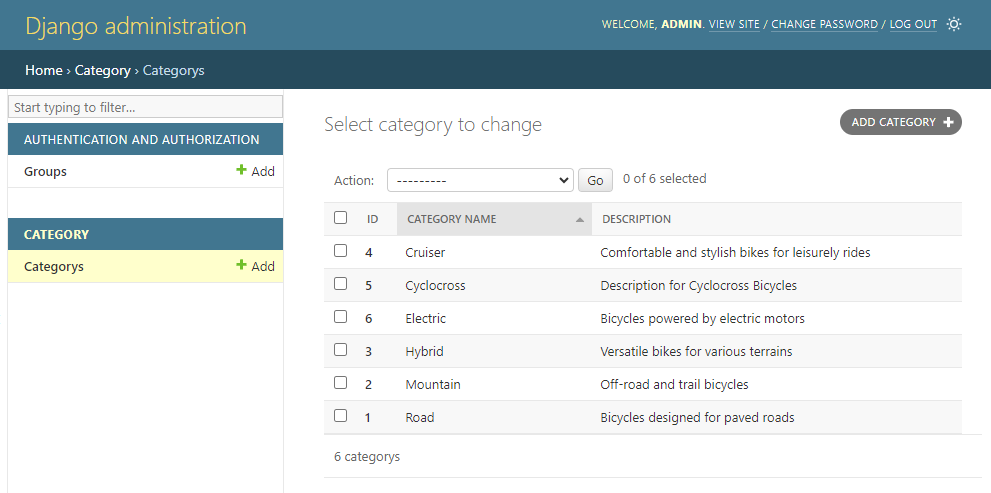 Django administration
WELCOME, ADMIN. VIEW SITE / CHANGE PASSWORD / LOG OUT
Home › Category › Categorys
Start typing to filter...
AUTHENTICATION AND AUTHORIZATION
Groups + Add
CATEGORY
Categorys + Add
Select category to change
ADD CATEGORY +
Action: --------- Go 0 of 6 selected
ID CATEGORY NAME DESCRIPTION
4 Cruiser Comfortable and stylish bikes for leisurely rides
5 Cyclocross Description for Cyclocross Bicycles
6 Electric Bicycles powered by electric motors
3 Hybrid Versatile bikes for various terrains
2 Mountain Off-road and trail bicycles
1 Road Bicycles designed for paved roads
6 categorys